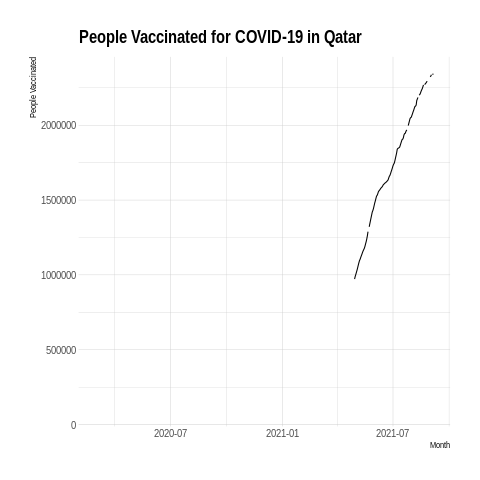 People Vaccinated for COVID-19 in Qatar
People Vaccinated
2000000
1500000
1000000
500000
0
2020-07
2021-01
2021-07
Month